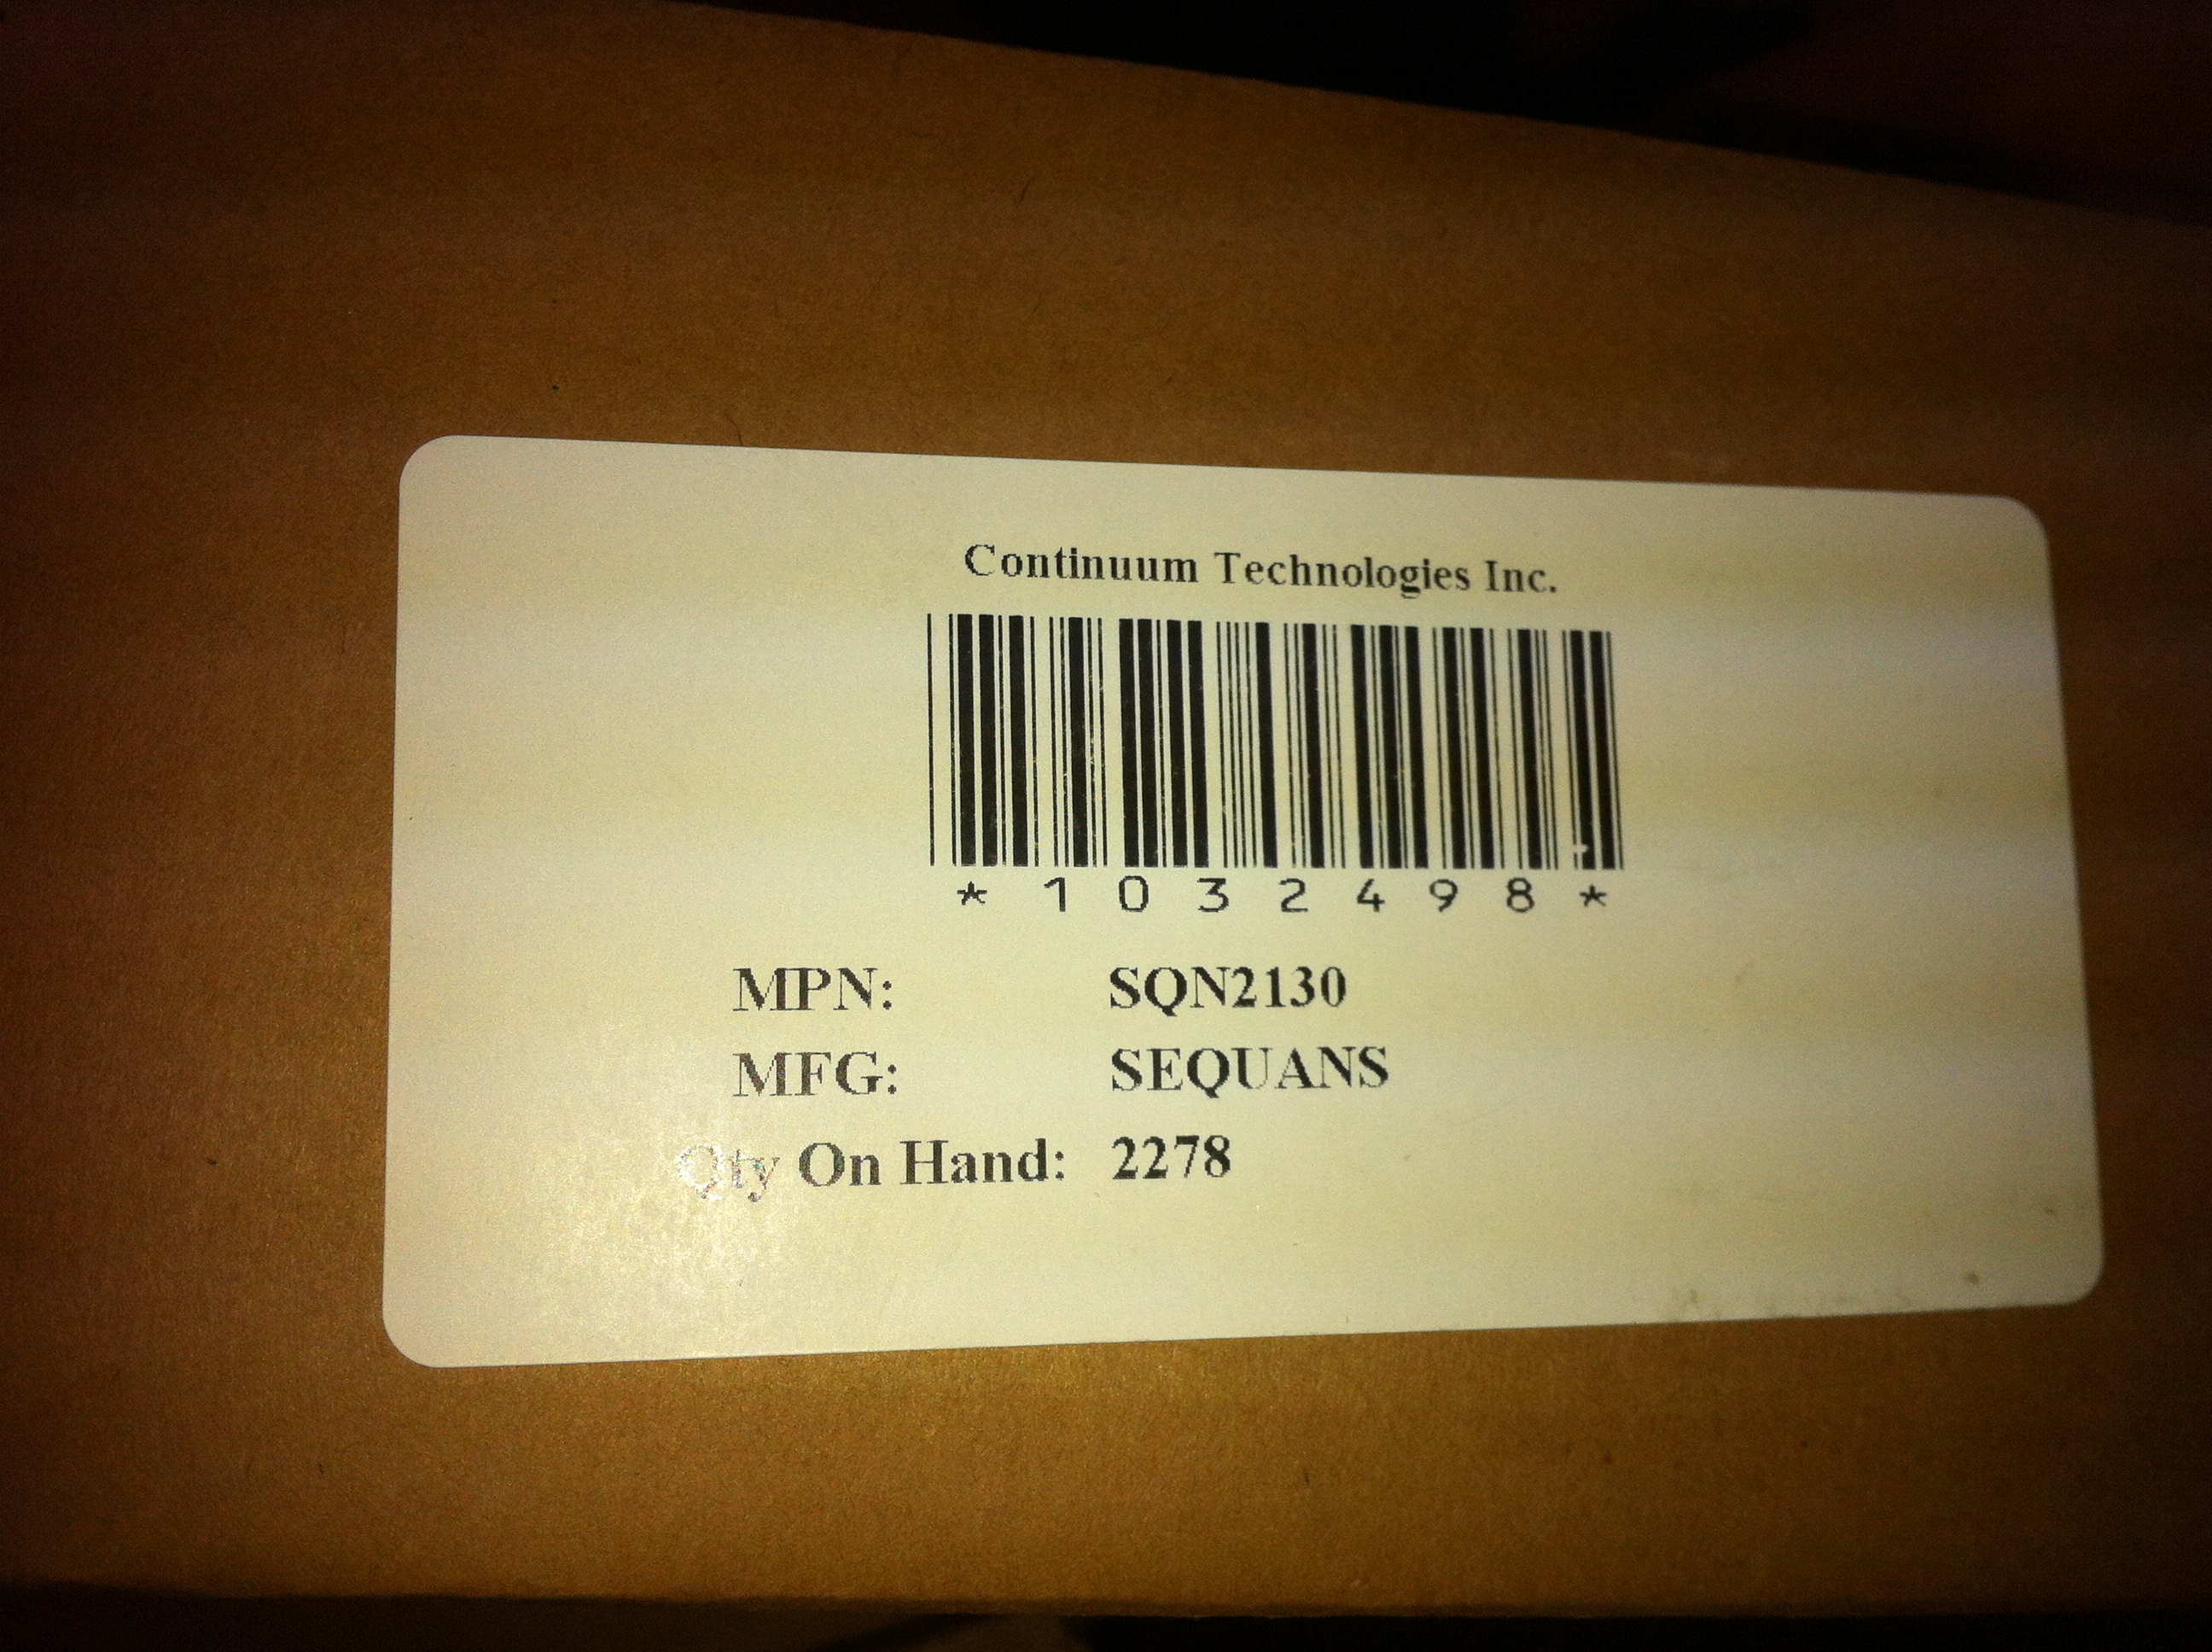 Continuum Technologies Inc.
*1032498*
MPN: SQN2130
MFG: SEQUANS
Qty On Hand: 2278